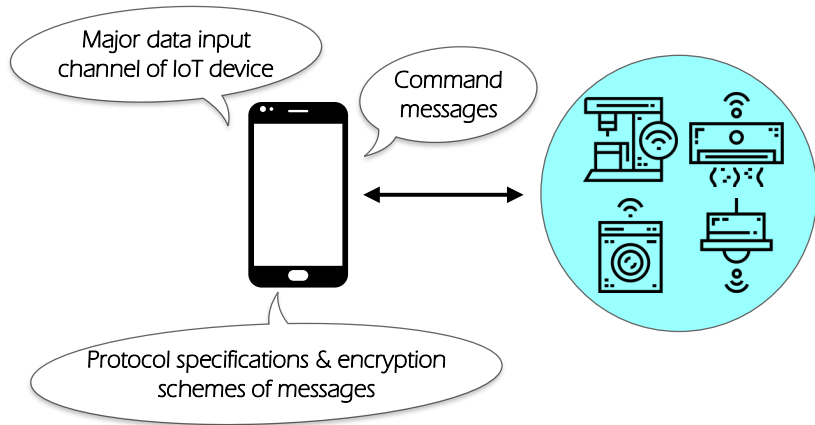 Major data input
channel of IoT device
Command
messages
Protocol specifications & encryption
schemes of messages